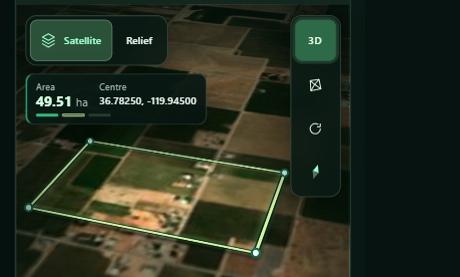 Satellite
Relief
3D
Area
Centre
49.51 ha
36.78250, -119.94500